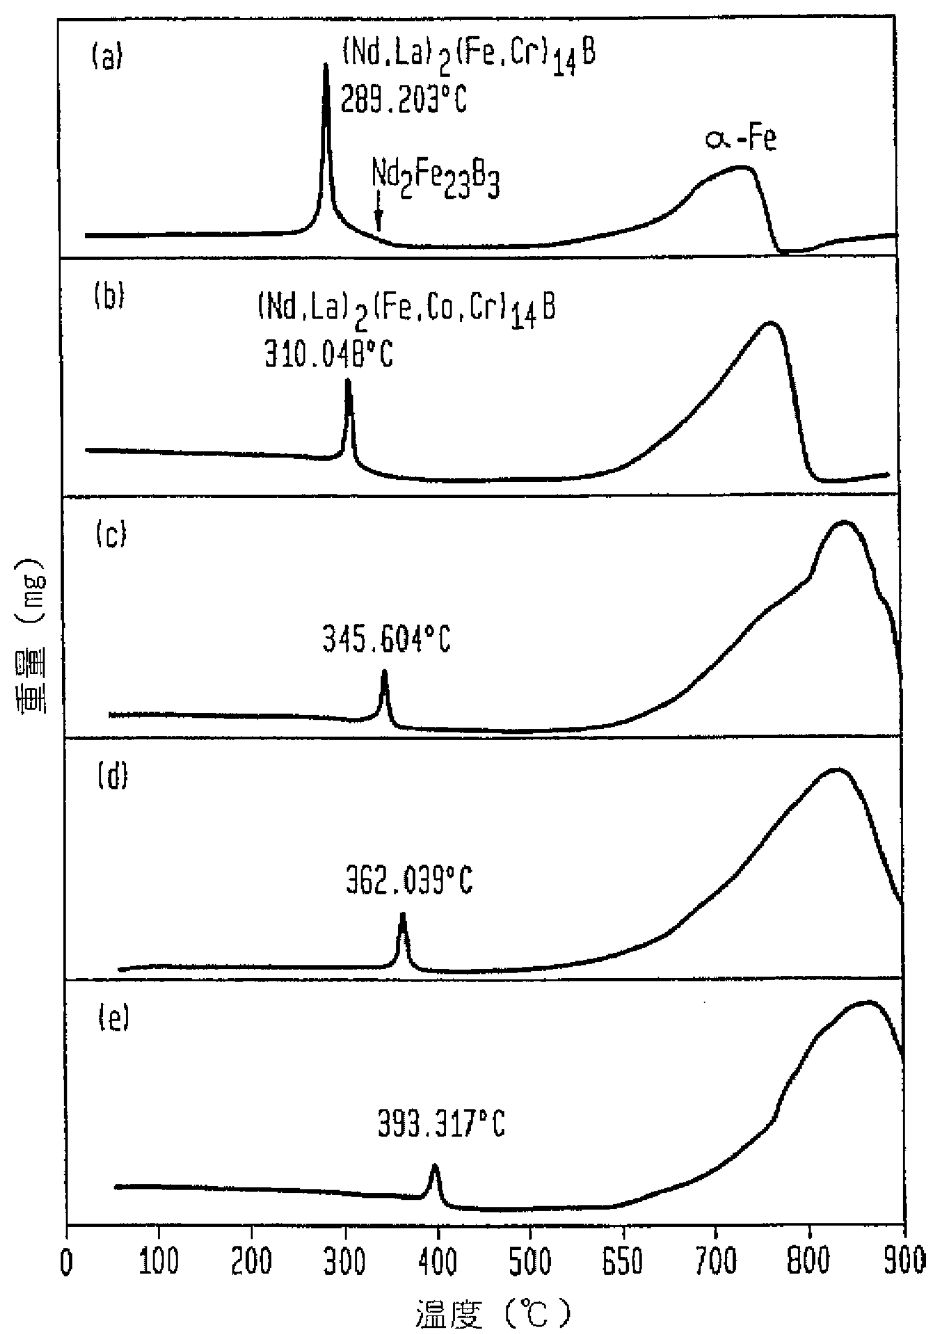 (a)
(Nd,La)2(Fe,Cr)14B
289.203°C
α-Fe
Nd2Fe23B3
(b)
(Nd,La)2(Fe,Co,Cr)14B
310.048°C
(c)
345.604°C
(d)
362.039°C
(e)
393.317°C
重量 (mg)
0 100 200 300 400 500 650 700 800 900
温度 (℃)